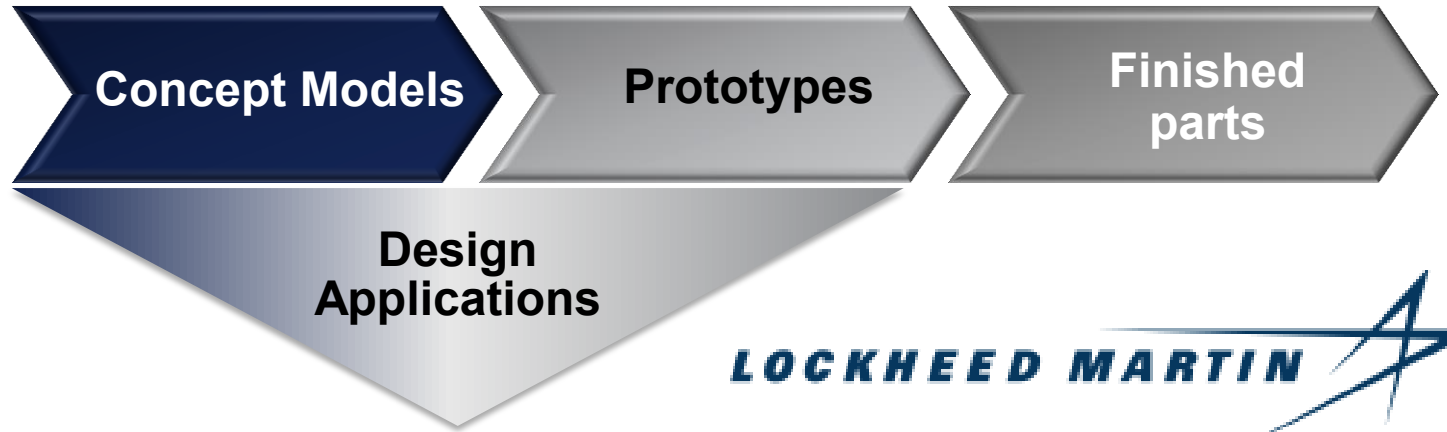 Concept Models
Prototypes
Finished
parts
Design
Applications
LOCKHEED MARTIN